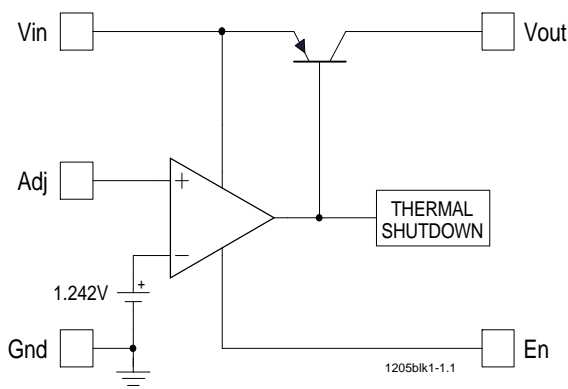 Vin
Vout
Adj
+
−
THERMAL
SHUTDOWN
+
1.242V
Gnd
En
1205blk1-1.1